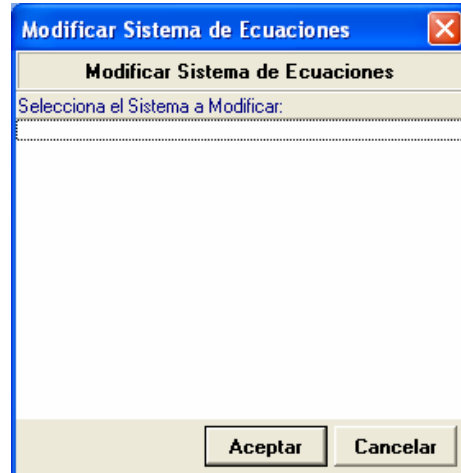 Modificar Sistema de Ecuaciones
Modificar Sistema de Ecuaciones
Selecciona el Sistema a Modificar:
Aceptar Cancelar